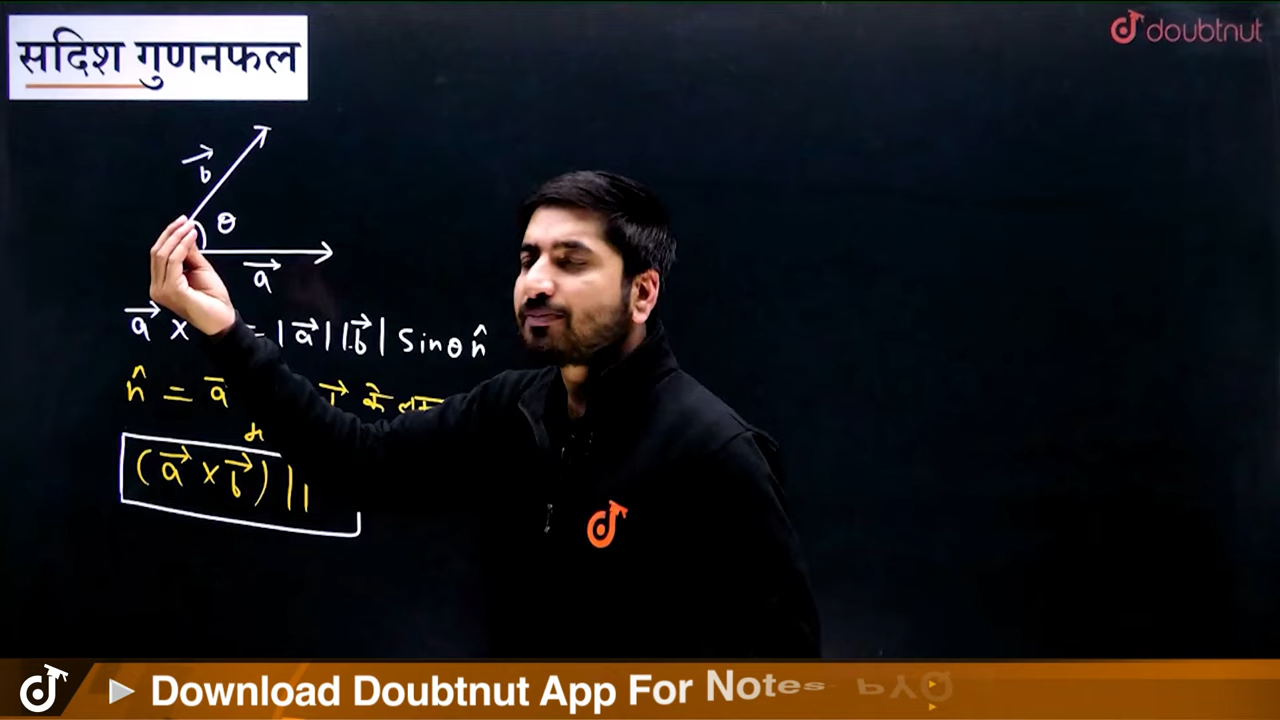 सदिश गुणनफल
doubtnut
b⃗
θ
a⃗
a⃗ × = |a⃗| |b⃗| Sinθ n̂
n̂ = a⃗ के
(a⃗ × b⃗) ||
Download Doubtnut App For Notes